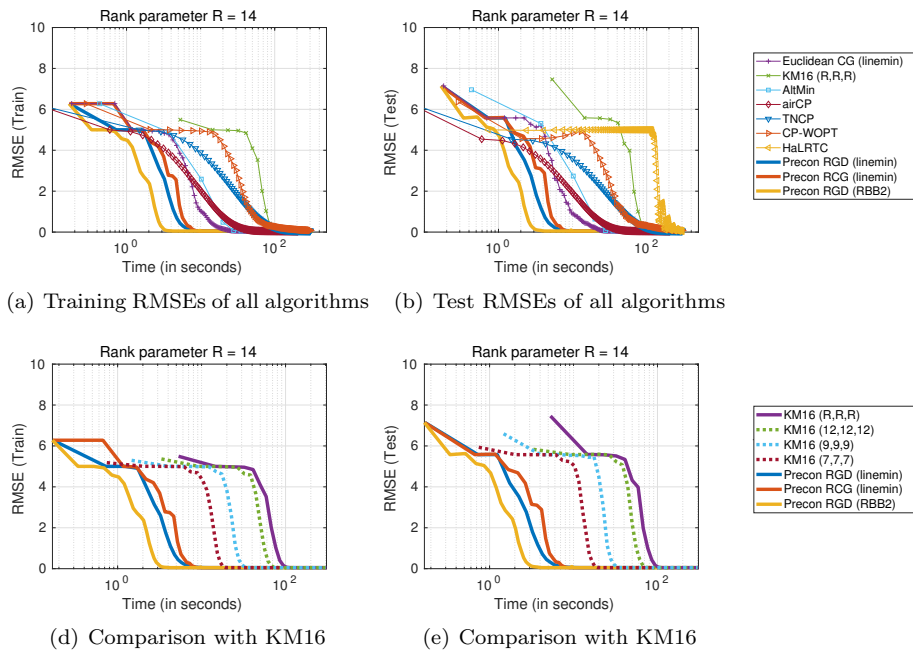 Rank parameter R = 14
10
8
6
4
2
0
RMSE (Train)
10^0
10^2
Time (in seconds)
(a) Training RMSEs of all algorithms
Rank parameter R = 14
10
8
6
4
2
0
RMSE (Test)
10^0
10^2
Time (in seconds)
(b) Test RMSEs of all algorithms
Euclidean CG (linemin)
KM16 (R,R,R)
AltMin
airCP
TNCP
CP-WOPT
HaLRTC
Precon RGD (linemin)
Precon RCG (linemin)
Precon RGD (RBB2)
Rank parameter R = 14
10
8
6
4
2
0
RMSE (Train)
10^0
10^2
Time (in seconds)
(d) Comparison with KM16
Rank parameter R = 14
10
8
6
4
2
0
RMSE (Test)
10^0
10^2
Time (in seconds)
(e) Comparison with KM16
KM16 (R,R,R)
KM16 (12,12,12)
KM16 (9,9,9)
KM16 (7,7,7)
Precon RGD (linemin)
Precon RCG (linemin)
Precon RGD (RBB2)